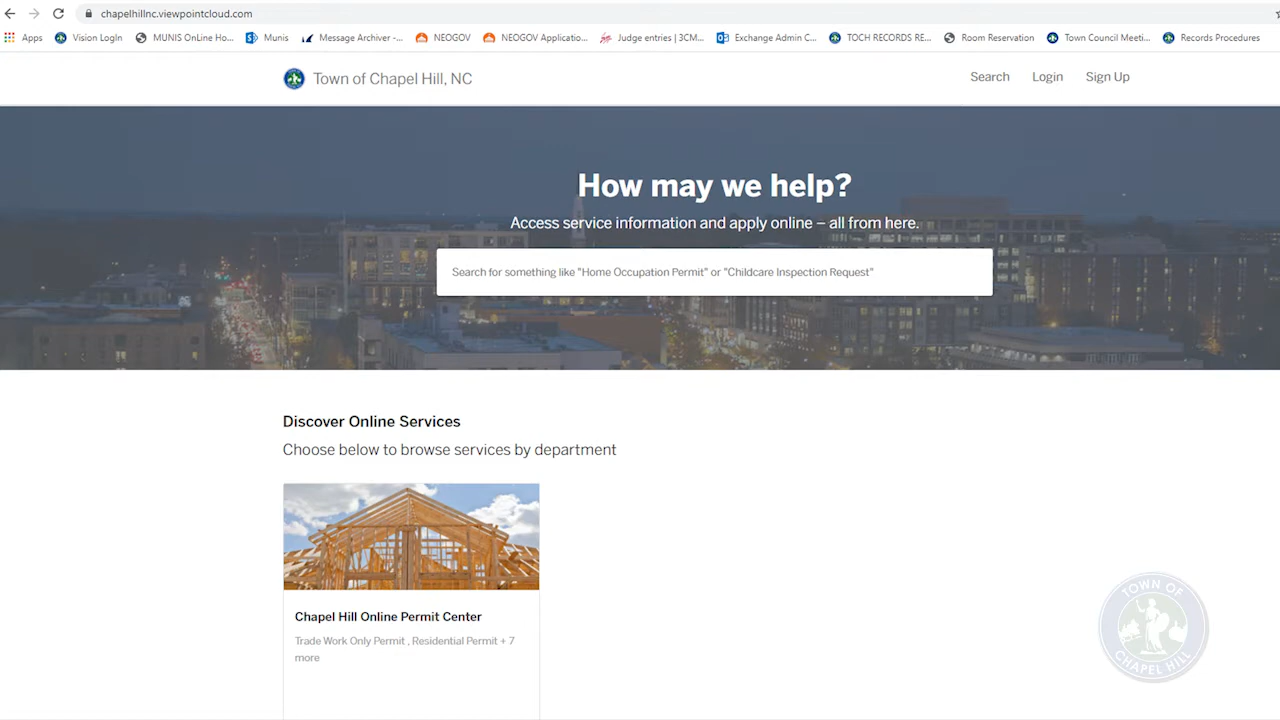 chapelhillnc.viewpointcloud.com
Apps Vision LogIn MUNIS OnLine Ho... Munis Message Archiver -... NEOGOV NEOGOV Applicatio... Judge entries | 3CM... Exchange Admin C... TOCH RECORDS RE... Room Reservation Town Council Meeti... Records Procedures
Town of Chapel Hill, NC Search Login Sign Up
How may we help?
Access service information and apply online – all from here.
Search for something like "Home Occupation Permit" or "Childcare Inspection Request"
Discover Online Services
Choose below to browse services by department
Chapel Hill Online Permit Center
Trade Work Only Permit , Residential Permit + 7
more
TOWN OF
CHAPEL HILL